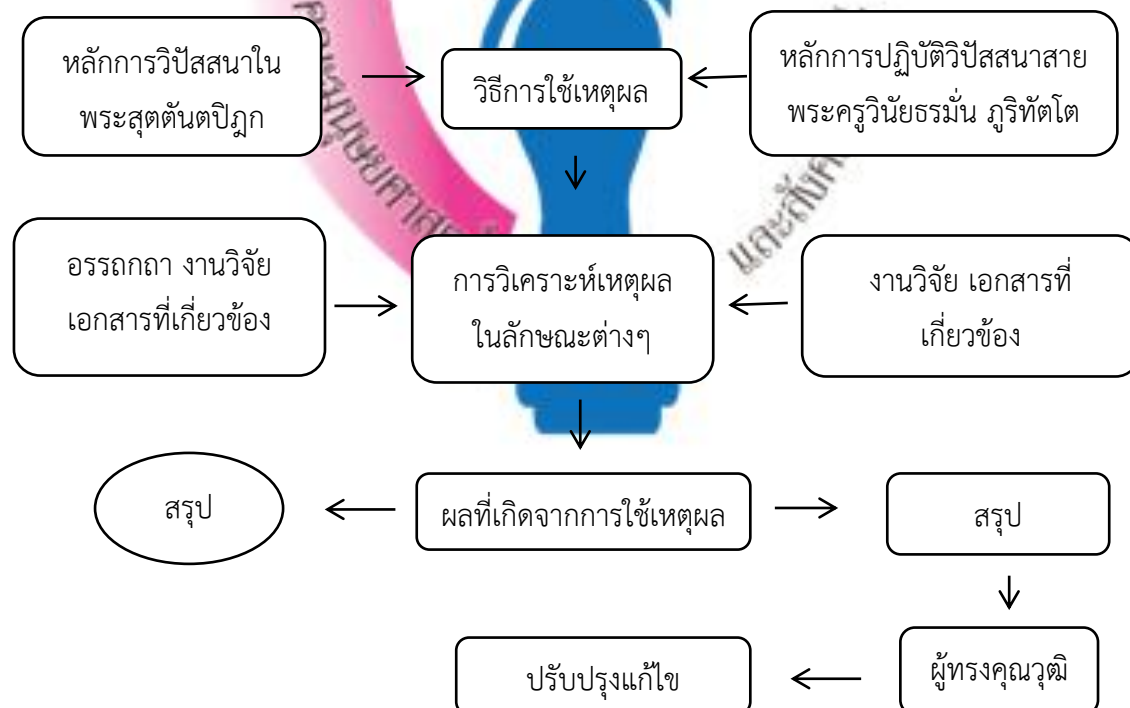 หลักการวิปัสสนาใน
พระสุตตันตปิฎก
วิธีการใช้เหตุผล
หลักการปฏิบัติวิปัสสนาสาย
พระครูวินัยธรมั่น ภูริทัตโต
อรรถกถา งานวิจัย
เอกสารที่เกี่ยวข้อง
การวิเคราะห์เหตุผล
ในลักษณะต่างๆ
งานวิจัย เอกสารที่
เกี่ยวข้อง
สรุป
ผลที่เกิดจากการใช้เหตุผล
สรุป
ปรับปรุงแก้ไข
ผู้ทรงคุณวุฒิ